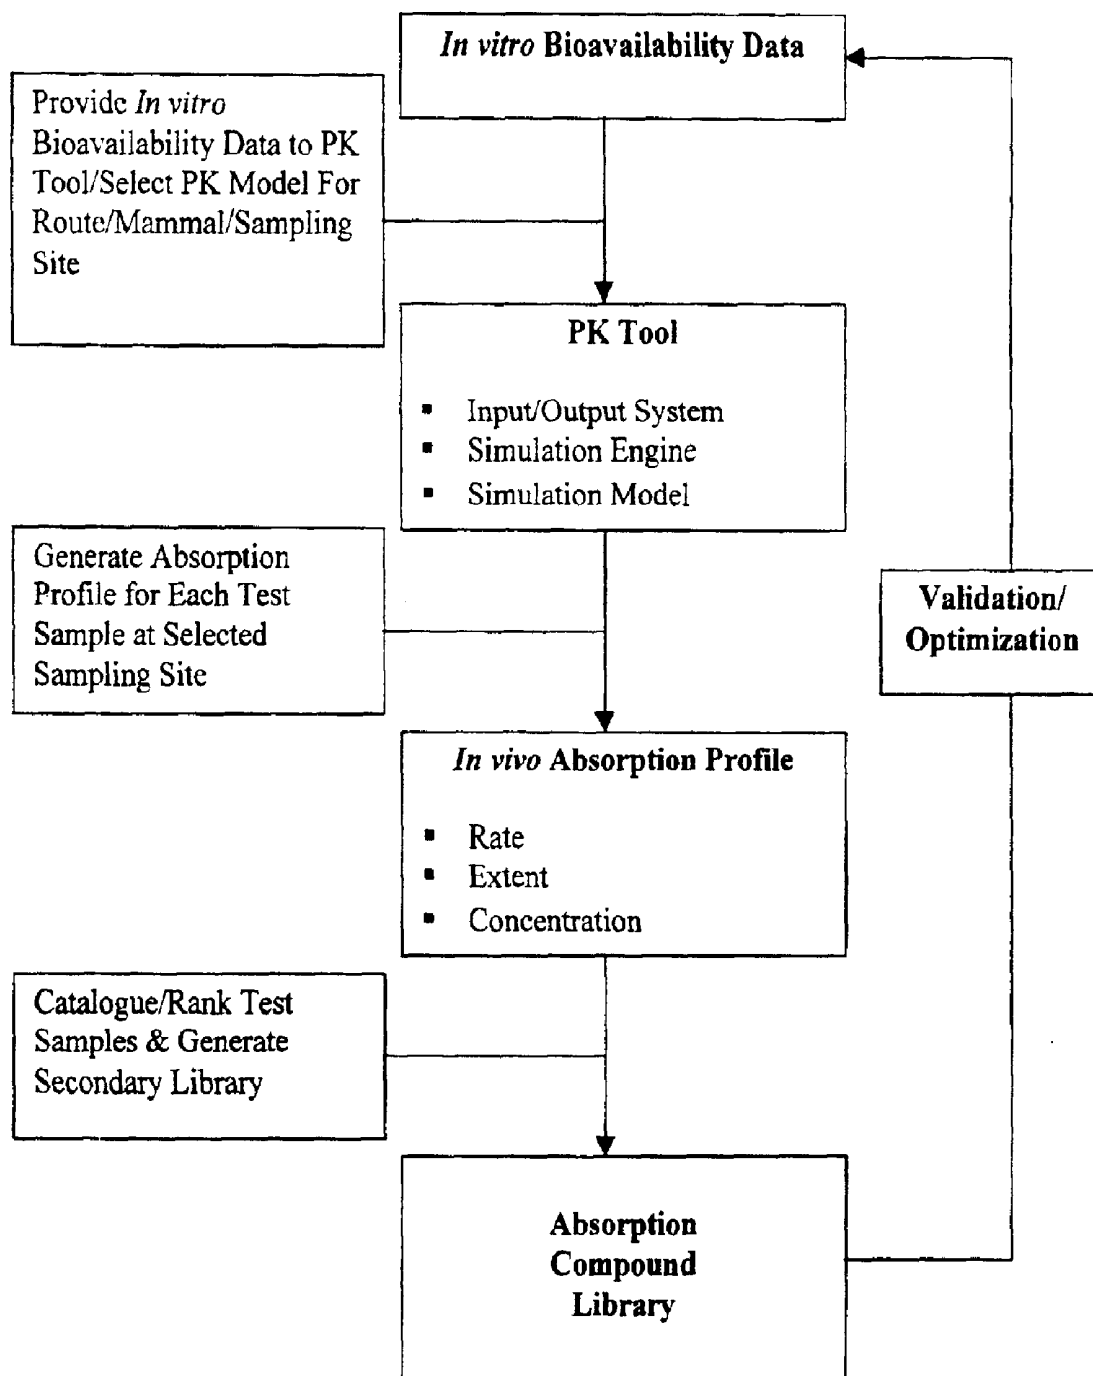 In vitro Bioavailability Data
Provide In vitro
Bioavailability Data to PK
Tool/Select PK Model For
Route/Mammal/Sampling
Site
PK Tool
▪ Input/Output System
▪ Simulation Engine
▪ Simulation Model
Generate Absorption
Profile for Each Test
Sample at Selected
Sampling Site
Validation/
Optimization
In vivo Absorption Profile
▪ Rate
▪ Extent
▪ Concentration
Catalogue/Rank Test
Samples & Generate
Secondary Library
Absorption
Compound
Library